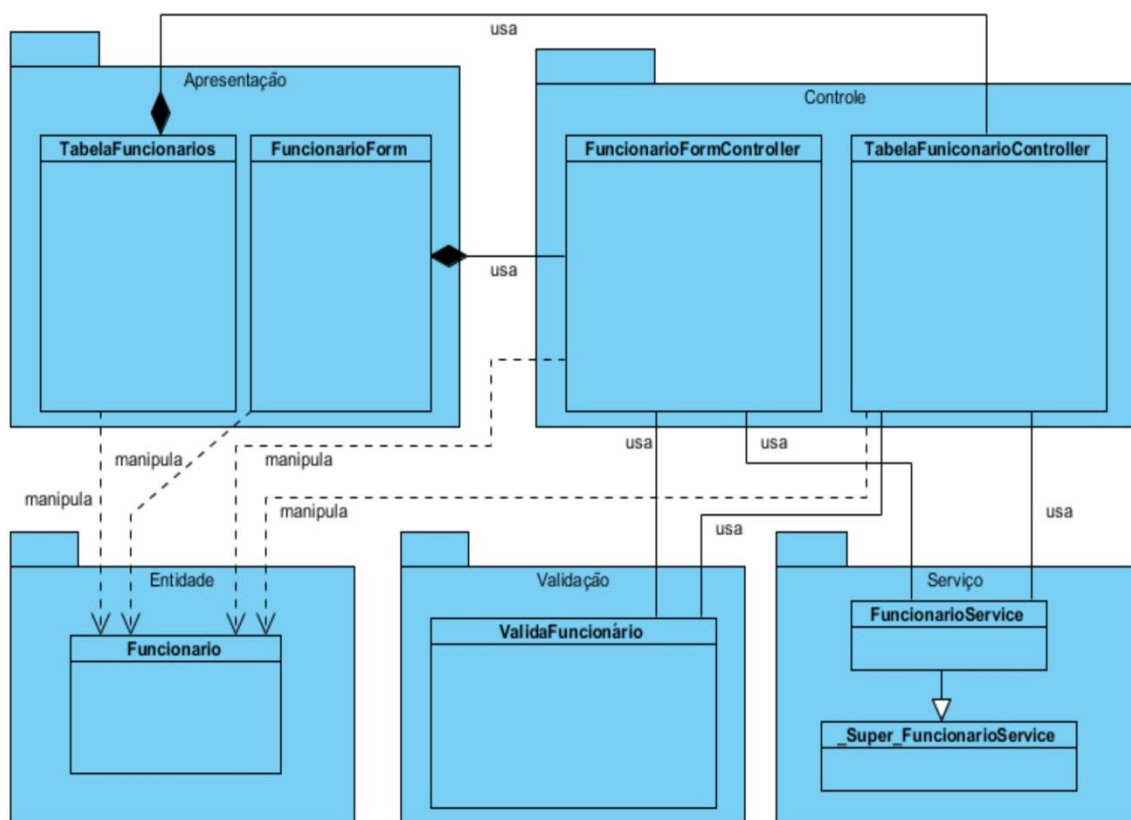 usa
Apresentação
Controle
TabelaFuncionarios
FuncionarioForm
FuncionarioFormController
TabelaFuniconarioController
usa
usa
usa
manipula
manipula
manipula
manipula
usa
usa
Entidade
Validação
Serviço
FuncionarioService
ValidaFuncionário
Funcionario
_Super_FuncionarioService